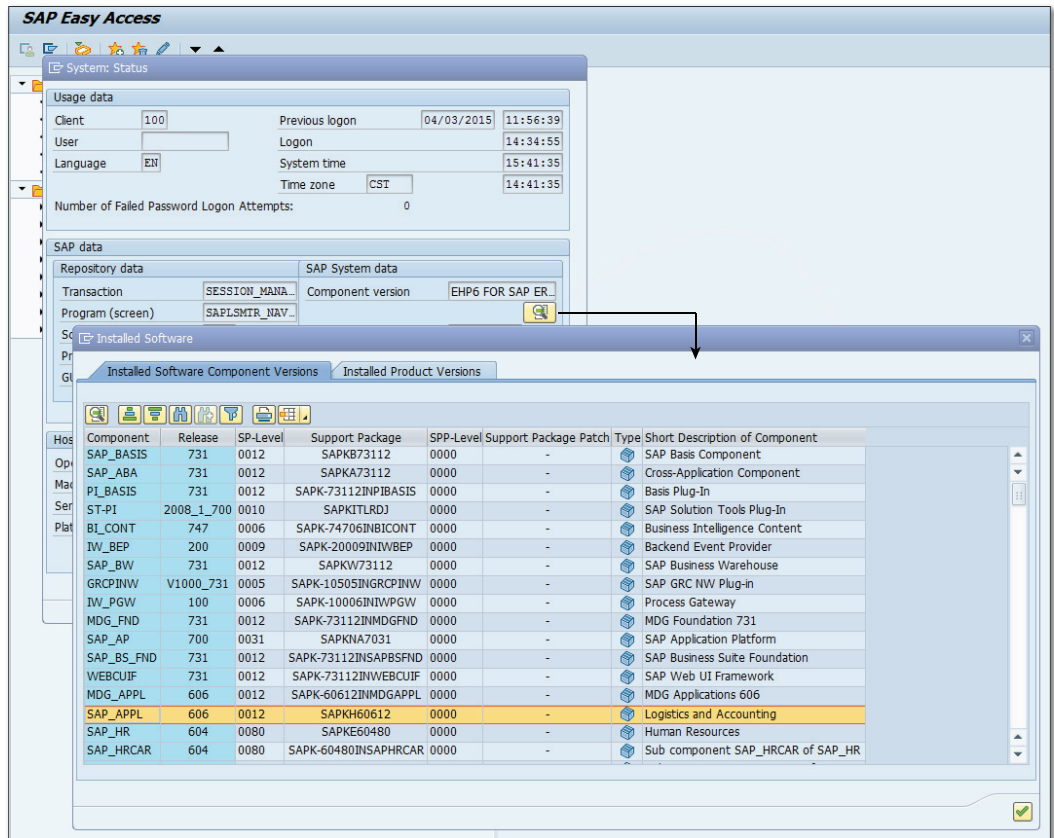 SAP Easy Access
System: Status
Usage data
Client 100 Previous logon 04/03/2015 11:56:39
User Logon 14:34:55
Language EN System time 15:41:35
Time zone CST 14:41:35
Number of Failed Password Logon Attempts: 0
SAP data
Repository data SAP System data
Transaction SESSION_MANA… Component version EHP6 FOR SAP ER…
Program (screen) SAPLSMTR_NAV…
Installed Software
Installed Software Component Versions Installed Product Versions
Component Release SP-Level Support Package SPP-Level Support Package Patch Type Short Description of Component
SAP_BASIS 731 0012 SAPKB73112 0000 - SAP Basis Component
SAP_ABA 731 0012 SAPKA73112 0000 - Cross-Application Component
PI_BASIS 731 0012 SAPK-73112INPIBASIS 0000 - Basis Plug-In
ST-PI 2008_1_700 0010 SAPKITLRDJ 0000 - SAP Solution Tools Plug-In
BI_CONT 747 0006 SAPK-74706INBICONT 0000 - Business Intelligence Content
IW_BEP 200 0009 SAPK-20009INIWBEP 0000 - Backend Event Provider
SAP_BW 731 0012 SAPKW73112 0000 - SAP Business Warehouse
GRCPINW V1000_731 0005 SAPK-10505INGRCPINW 0000 - SAP GRC NW Plug-in
IW_PGW 100 0006 SAPK-10006INIWPGW 0000 - Process Gateway
MDG_FND 731 0012 SAPK-73112INMDGFND 0000 - MDG Foundation 731
SAP_AP 700 0031 SAPKNA7031 0000 - SAP Application Platform
SAP_BS_FND 731 0012 SAPK-73112INSAPBSFND 0000 - SAP Business Suite Foundation
WEBCUIF 731 0012 SAPK-73112INWEBCUIF 0000 - SAP Web UI Framework
MDG_APPL 606 0012 SAPK-60612INMDGAPPL 0000 - MDG Applications 606
SAP_APPL 606 0012 SAPKH60612 0000 - Logistics and Accounting
SAP_HR 604 0080 SAPKE60480 0000 - Human Resources
SAP_HRCAR 604 0080 SAPK-60480INSAPHRCAR 0000 - Sub component SAP_HRCAR of SAP_HR